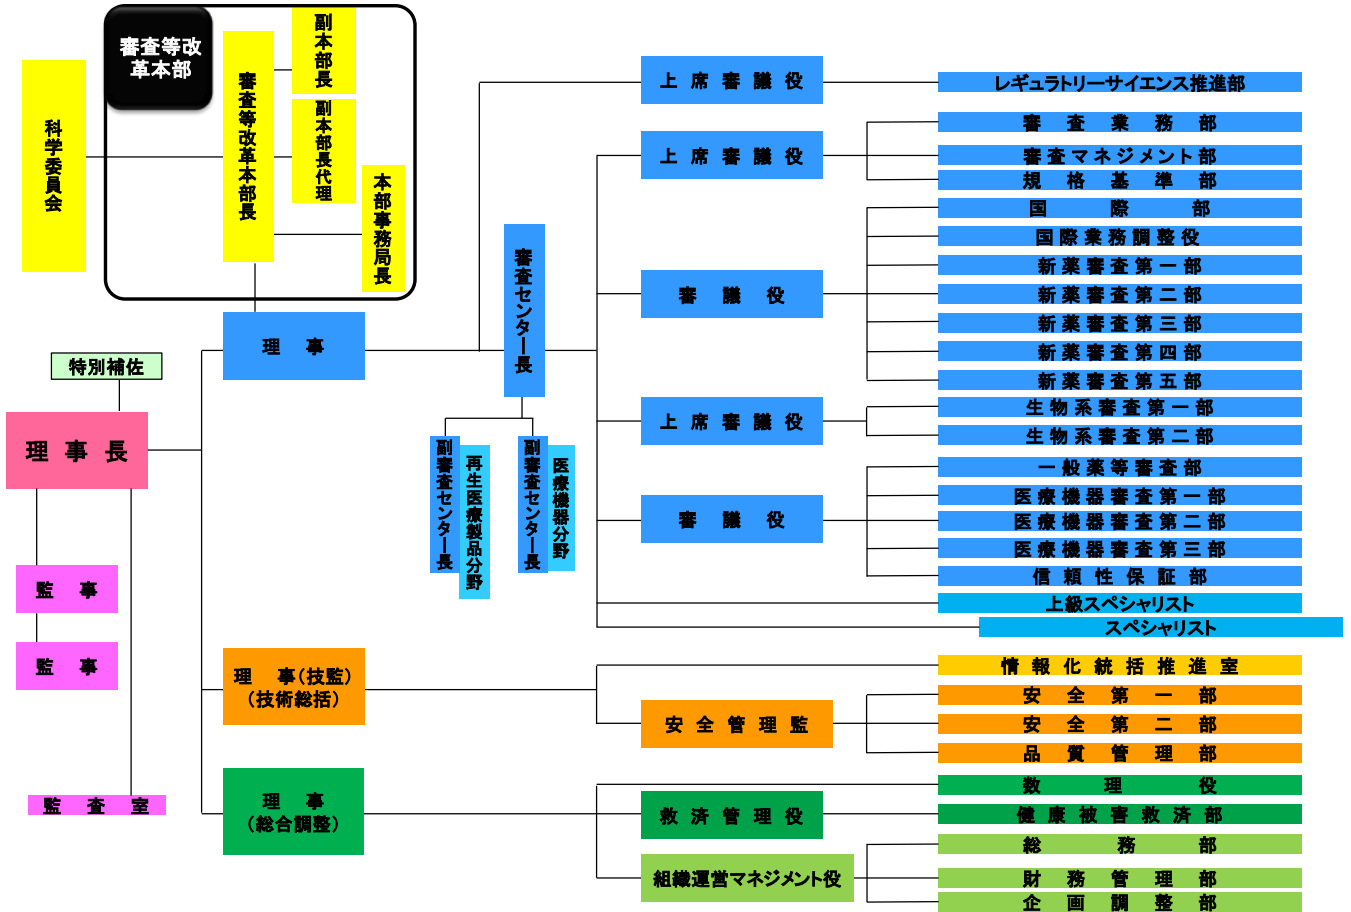 審査等改
革本部
科学委員会
審査等改革本部長
副本部長
副本部長代理
本部事務局長
特別補佐
理事長
監事
監事
監査室
理事
審査センター長
副審査センター長
再生医療製品分野
副審査センター長
医療機器分野
上席審議役
レギュラトリーサイエンス推進部
上席審議役
審査業務部
審査マネジメント部
規格基準部
審議役
国際部
国際業務調整役
新薬審査第一部
新薬審査第二部
新薬審査第三部
新薬審査第四部
新薬審査第五部
上席審議役
生物系審査第一部
生物系審査第二部
審議役
一般薬等審査部
医療機器審査第一部
医療機器審査第二部
医療機器審査第三部
信頼性保証部
上級スペシャリスト
スペシャリスト
理事(技監)
(技術総括)
情報化統括推進室
安全管理監
安全第一部
安全第二部
品質管理部
理事
(総合調整)
数理役
救済管理役
健康被害救済部
組織運営マネジメント役
総務部
財務管理部
企画調整部